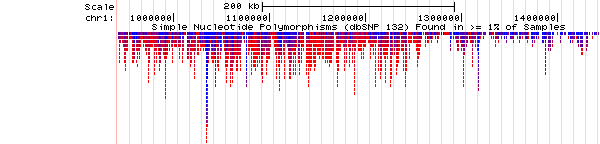 Scale 200 kb
chr1: 1000000 1100000 1200000 1300000 1400000
Simple Nucleotide Polymorphisms (dbSNP 132) Found in >= 1% of Samples